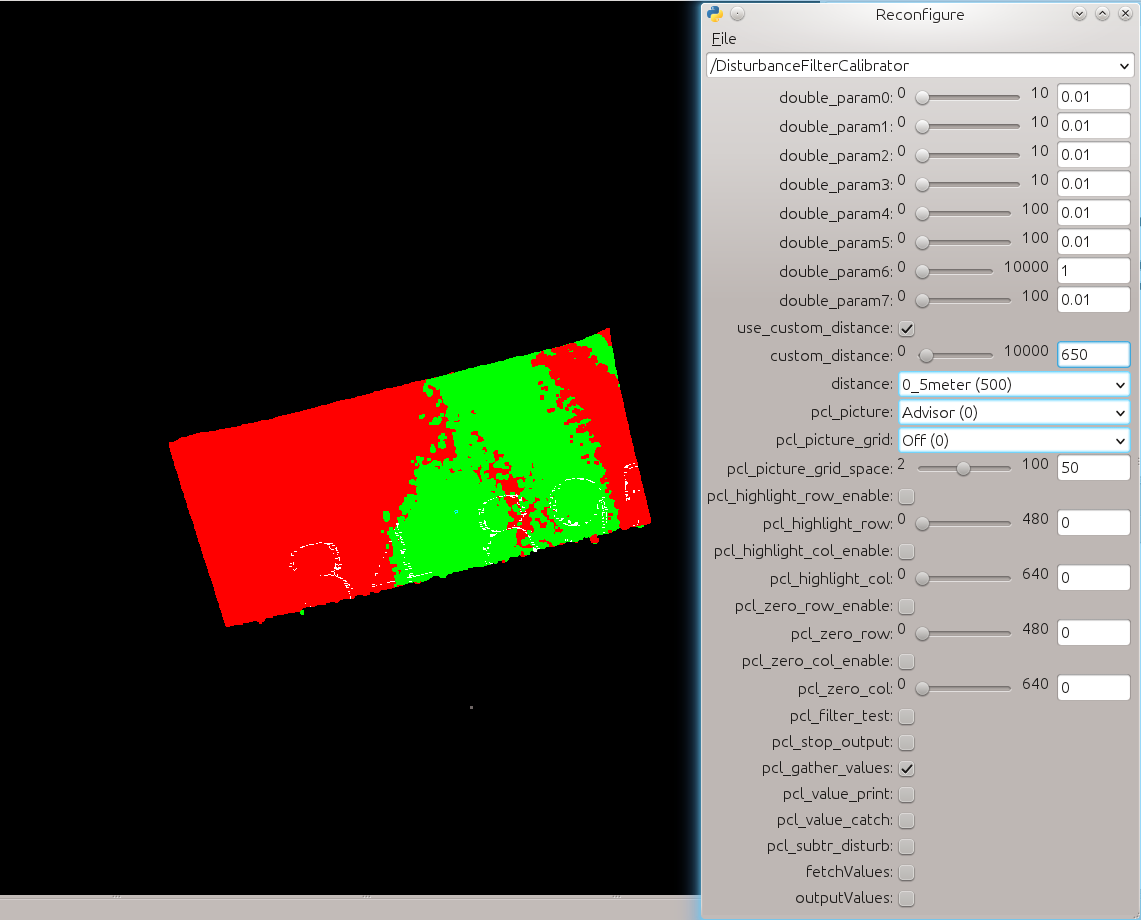 Reconfigure
File
/DisturbanceFilterCalibrator
double_param0: 0 10 0.01
double_param1: 0 10 0.01
double_param2: 0 10 0.01
double_param3: 0 10 0.01
double_param4: 0 100 0.01
double_param5: 0 100 0.01
double_param6: 0 10000 1
double_param7: 0 100 0.01
use_custom_distance:
custom_distance: 0 10000 650
distance: 0_5meter (500)
pcl_picture: Advisor (0)
pcl_picture_grid: Off (0)
pcl_picture_grid_space: 2 100 50
pcl_highlight_row_enable:
pcl_highlight_row: 0 480 0
pcl_highlight_col_enable:
pcl_highlight_col: 0 640 0
pcl_zero_row_enable:
pcl_zero_row: 0 480 0
pcl_zero_col_enable:
pcl_zero_col: 0 640 0
pcl_filter_test:
pcl_stop_output:
pcl_gather_values:
pcl_value_print:
pcl_value_catch:
pcl_subtr_disturb:
fetchValues:
outputValues: